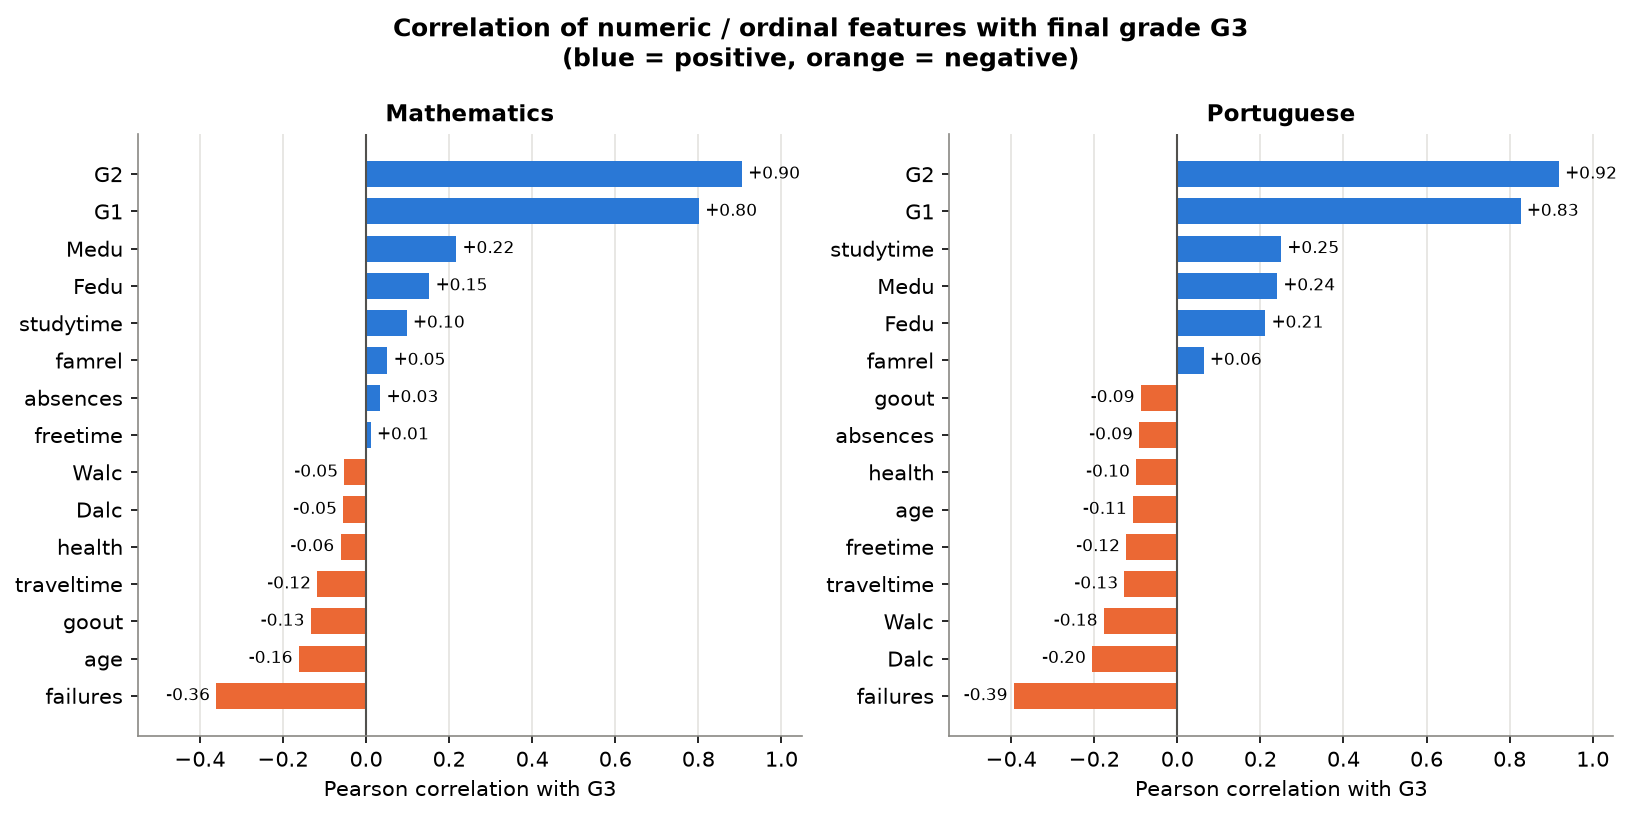 Correlation of numeric / ordinal features with final grade G3
(blue = positive, orange = negative)
Mathematics
G2 +0.90
G1 +0.80
Medu +0.22
Fedu +0.15
studytime +0.10
famrel +0.05
absences +0.03
freetime +0.01
Walc -0.05
Dalc -0.05
health -0.06
traveltime -0.12
goout -0.13
age -0.16
failures -0.36
−0.4 −0.2 0.0 0.2 0.4 0.6 0.8 1.0
Pearson correlation with G3
Portuguese
G2 +0.92
G1 +0.83
studytime +0.25
Medu +0.24
Fedu +0.21
famrel +0.06
goout -0.09
absences -0.09
health -0.10
age -0.11
freetime -0.12
traveltime -0.13
Walc -0.18
Dalc -0.20
failures -0.39
−0.4 −0.2 0.0 0.2 0.4 0.6 0.8 1.0
Pearson correlation with G3